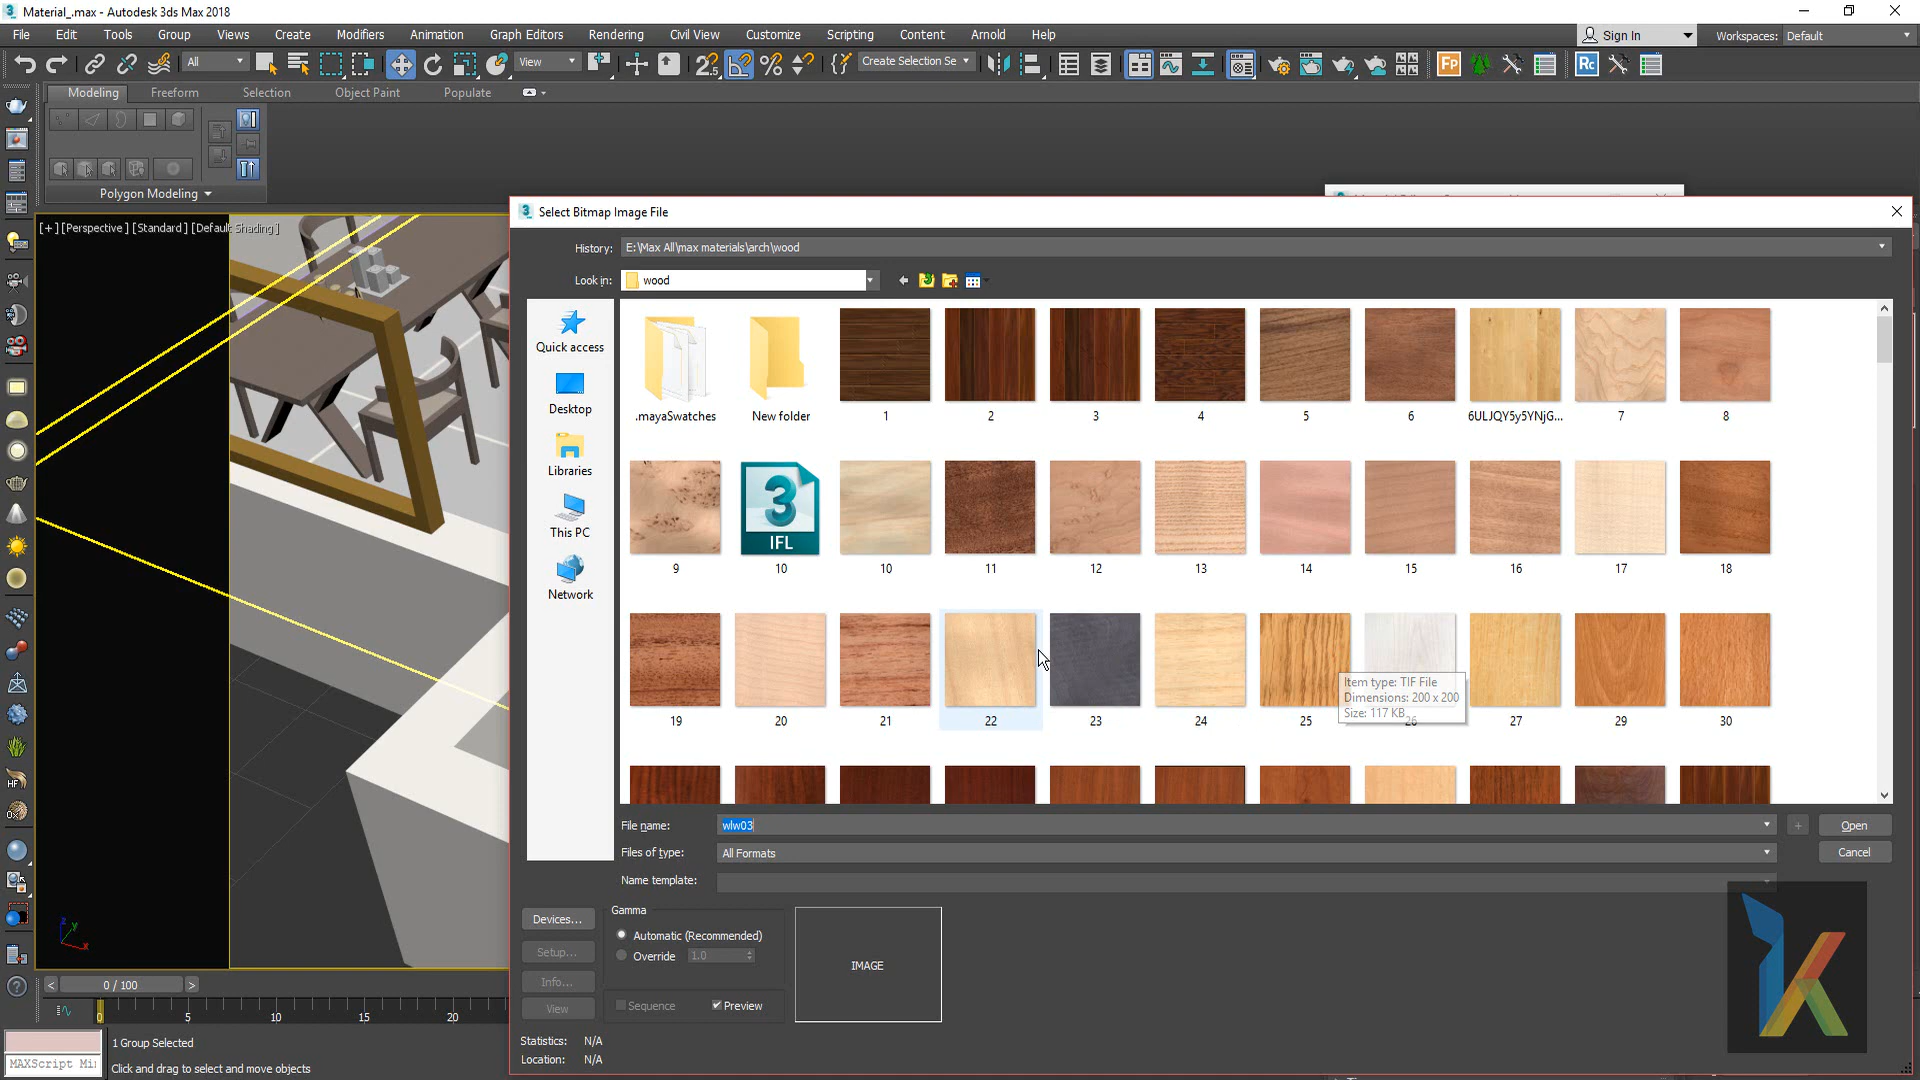 Material_.max - Autodesk 3ds Max 2018
File Edit Tools Group Views Create Modifiers Animation Graph Editors Rendering Civil View Customize Scripting Content Arnold Help
Sign In
Workspaces: Default
All
View
Create Selection Se
Fp
Rc
Modeling Freeform Selection Object Paint Populate
Polygon Modeling
[+] [Perspective ] [Standard ] [Default Shading ]
Select Bitmap Image File
History: E:\Max All\max materials\arch\wood
Look in: wood
Quick access
Desktop
Libraries
This PC
Network
.mayaSwatches New folder 1 2 3 4 5 6 6ULJQY5y5YNjG... 7 8
3
IFL
9 10 10 11 12 13 14 15 16 17 18
Item type: TIF File
Dimensions: 200 x 200
Size: 117 KB
19 20 21 22 23 24 25 26 27 29 30
File name: wlw03
Open
Files of type: All Formats
Cancel
Name template:
Devices...
Setup...
Info...
View
Gamma
Automatic (Recommended)
Override 1.0
Sequence
Preview
IMAGE
Statistics: N/A
Location: N/A
HF
z
y
x
< 0 / 100 >
0 5 10 15 20
1 Group Selected
MAXScript Mi
Click and drag to select and move objects